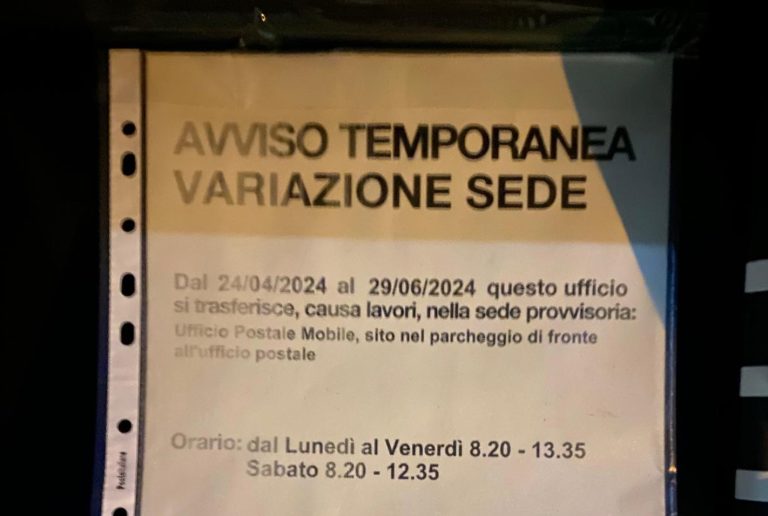 AVVISO TEMPORANEA
VARIAZIONE SEDE
Dal 24/04/2024 al 29/06/2024 questo ufficio
si trasferisce, causa lavori, nella sede provvisoria:
Ufficio Postale Mobile, sito nel parcheggio di fronte
all'ufficio postale
Orario: dal Lunedì al Venerdì 8.20 - 13.35
Sabato 8.20 - 12.35
Posteitaliane